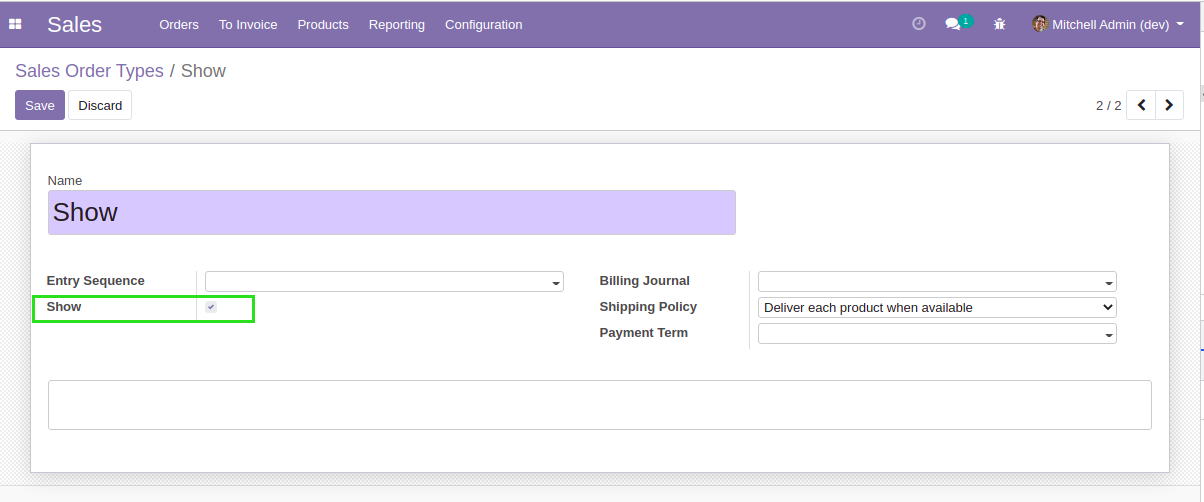 Sales Orders To Invoice Products Reporting Configuration 1 Mitchell Admin (dev)
Sales Order Types / Show
Save Discard 2 / 2
Name
Show
Entry Sequence Billing Journal
Show Shipping Policy Deliver each product when available
Payment Term